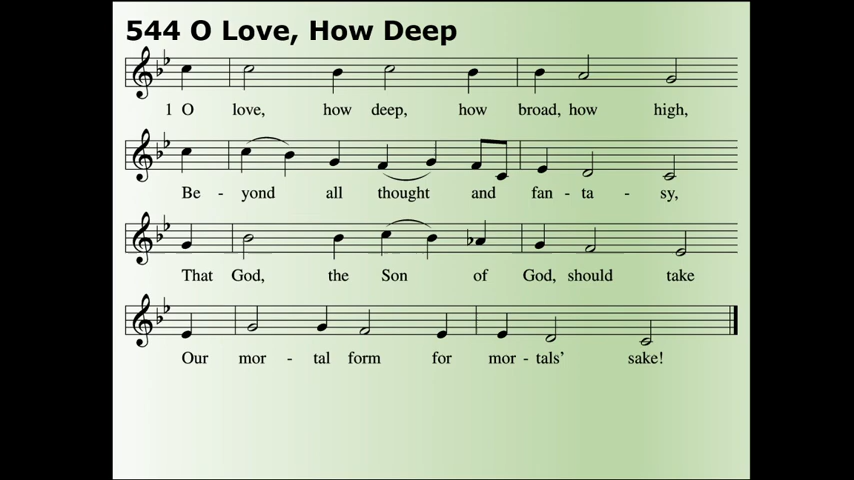 544 O Love, How Deep
1 O love, how deep, how broad, how high,
Be - yond all thought and fan - ta - sy,
That God, the Son of God, should take
Our mor - tal form for mor - tals’ sake!